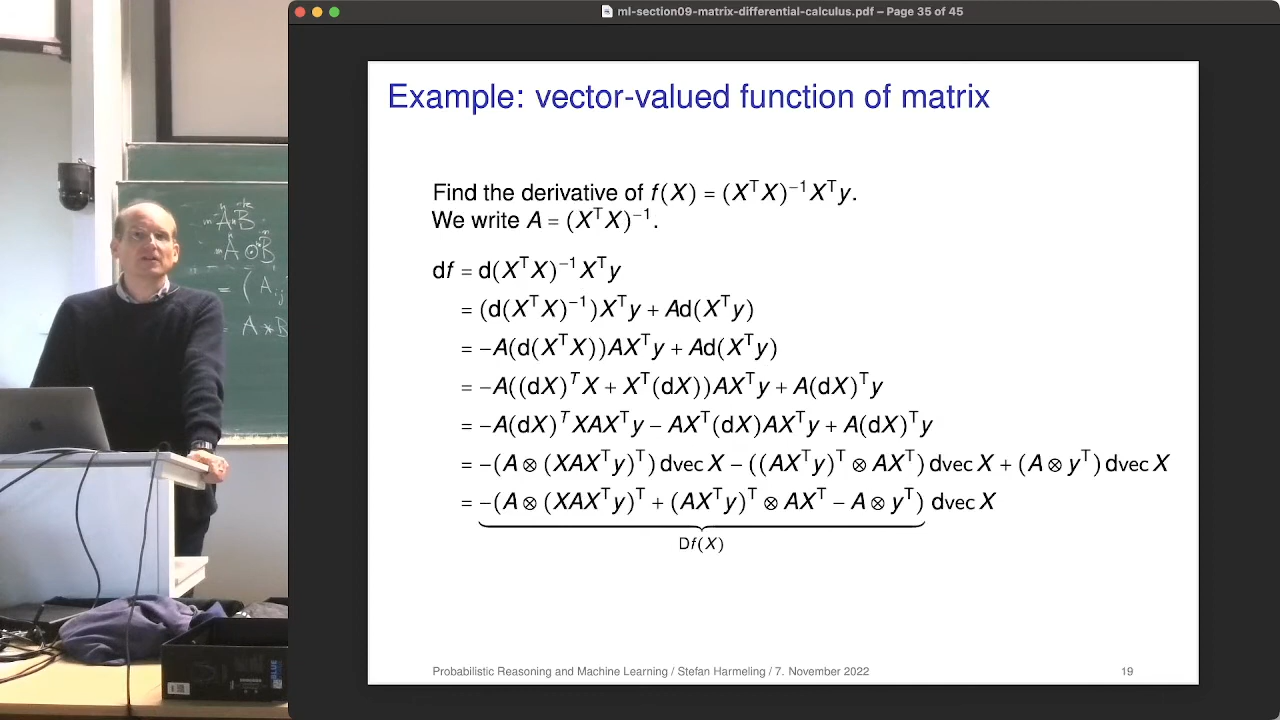 ml-section09-matrix-differential-calculus.pdf – Page 35 of 45
Example: vector-valued function of matrix
Find the derivative of f(X) = (XᵀX)⁻¹Xᵀy.
We write A = (XᵀX)⁻¹.
df = d(XᵀX)⁻¹Xᵀy
= (d(XᵀX)⁻¹)Xᵀy + Ad(Xᵀy)
= −A(d(XᵀX))AXᵀy + Ad(Xᵀy)
= −A((dX)ᵀX + Xᵀ(dX))AXᵀy + A(dX)ᵀy
= −A(dX)ᵀXAXᵀy − AXᵀ(dX)AXᵀy + A(dX)ᵀy
= −(A ⊗ (XAXᵀy)ᵀ) dvec X − ((AXᵀy)ᵀ ⊗ AXᵀ) dvec X + (A ⊗ yᵀ) dvec X
= −(A ⊗ (XAXᵀy)ᵀ + (AXᵀy)ᵀ ⊗ AXᵀ − A ⊗ yᵀ) dvec X
Df(X)
Probabilistic Reasoning and Machine Learning / Stefan Harmeling / 7. November 2022
19
A B
A ⊙ B
= (A ij
= A * B
BLUE